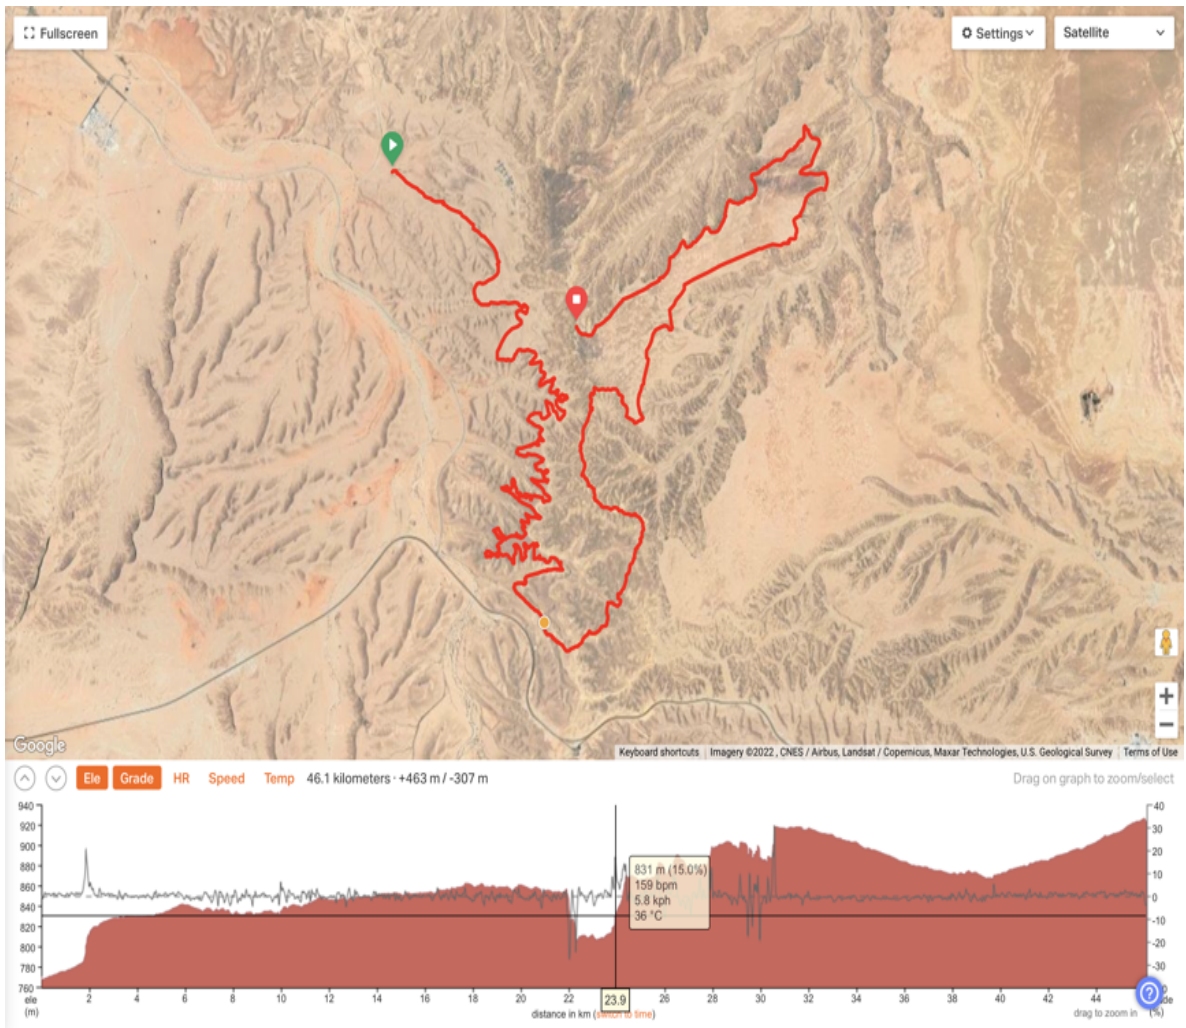 Fullscreen
Settings
Satellite
Google
Keyboard shortcuts
Imagery ©2022 , CNES / Airbus, Landsat / Copernicus, Maxar Technologies, U.S. Geological Survey
Terms of Use
Ele Grade HR Speed Temp 46.1 kilometers · +463 m / -307 m
Drag on graph to zoom/select
940
920
900
880
860
840
820
800
780
760
ele
(m)
40
30
20
10
0
-10
-20
-30
(%)
831 m (15.0%)
159 bpm
5.8 kph
36 °C
2 4 6 8 10 12 14 16 18 20 22 23.9 26 28 30 32 34 36 38 40 42 44
distance in km (switch to time)
drag to zoom in